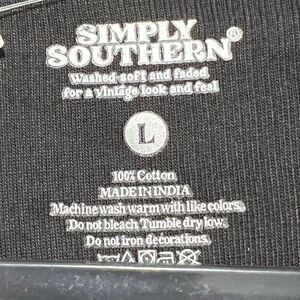 SIMPLY
SOUTHERN®
Washed-soft and faded
for a vintage look and feel
L
100% Cotton
MADE IN INDIA
Machine wash warm with like colors.
Do not bleach. Tumble dry low.
Do not iron decorations.